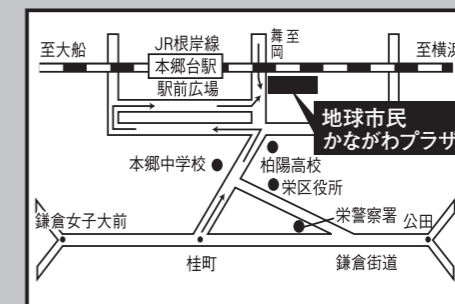 至大船
JR根岸線
本郷台駅
駅前広場
至
舞岡
至横浜
地球市民
かながわプラザ
本郷中学校
柏陽高校
栄区役所
鎌倉女子大前
栄警察署
公田
桂町
鎌倉街道